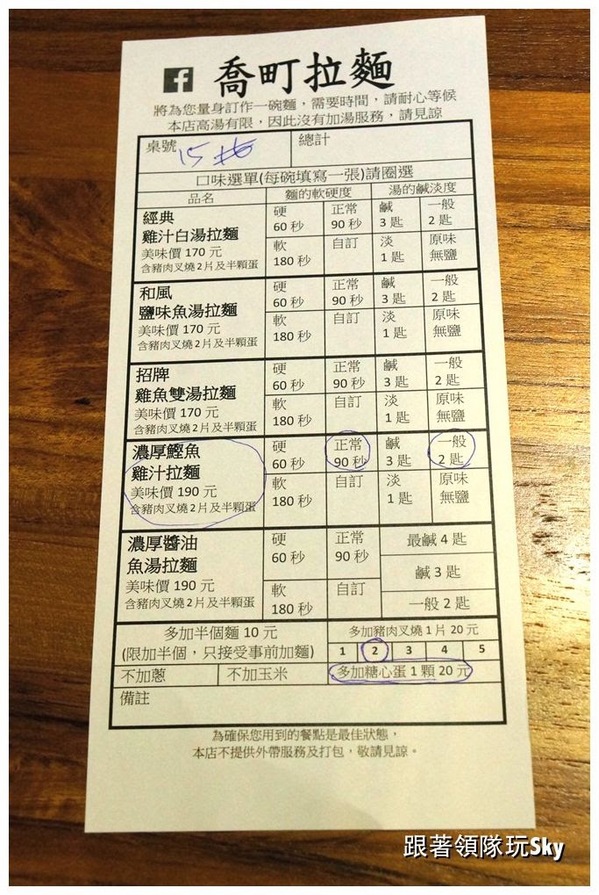 f 喬町拉麵
將為您量身訂作一碗麵，需要時間，請耐心等候
本店高湯有限，因此沒有加湯服務，請見諒
桌號 15 總計
口味選單(每碗填寫一張)請圈選
品名 麵的軟硬度 湯的鹹淡度
經典 硬 正常 鹹 一般
雞汁白湯拉麵 60 秒 90 秒 3 匙 2 匙
美味價 170 元 軟 自訂 淡 原味
含豬肉叉燒 2 片及半顆蛋 180 秒 1 匙 無鹽
和風 硬 正常 鹹 一般
鹽味魚湯拉麵 60 秒 90 秒 3 匙 2 匙
美味價 170 元 軟 自訂 淡 原味
含豬肉叉燒 2 片及半顆蛋 180 秒 1 匙 無鹽
招牌 硬 正常 鹹 一般
雞魚雙湯拉麵 60 秒 90 秒 3 匙 2 匙
美味價 170 元 軟 自訂 淡 原味
含豬肉叉燒 2 片及半顆蛋 180 秒 1 匙 無鹽
濃厚鰹魚 硬 正常 鹹 一般
雞汁拉麵 60 秒 90 秒 3 匙 2 匙
美味價 190 元 軟 自訂 淡 原味
含豬肉叉燒 2 片及半顆蛋 180 秒 1 匙 無鹽
濃厚醬油 硬 正常 最鹹 4 匙
魚湯拉麵 60 秒 90 秒 鹹 3 匙
美味價 190 元 軟 自訂
含豬肉叉燒 2 片及半顆蛋 180 秒 一般 2 匙
多加半個麵 10 元 多加豬肉叉燒 1 片 20 元
(限加半個，只接受事前加麵) 1 2 3 4 5
不加蔥 不加玉米 多加糖心蛋 1 顆 20 元
備註
為確保您用到的餐點是最佳狀態，
本店不提供外帶服務及打包，敬請見諒。
跟著領隊玩Sky